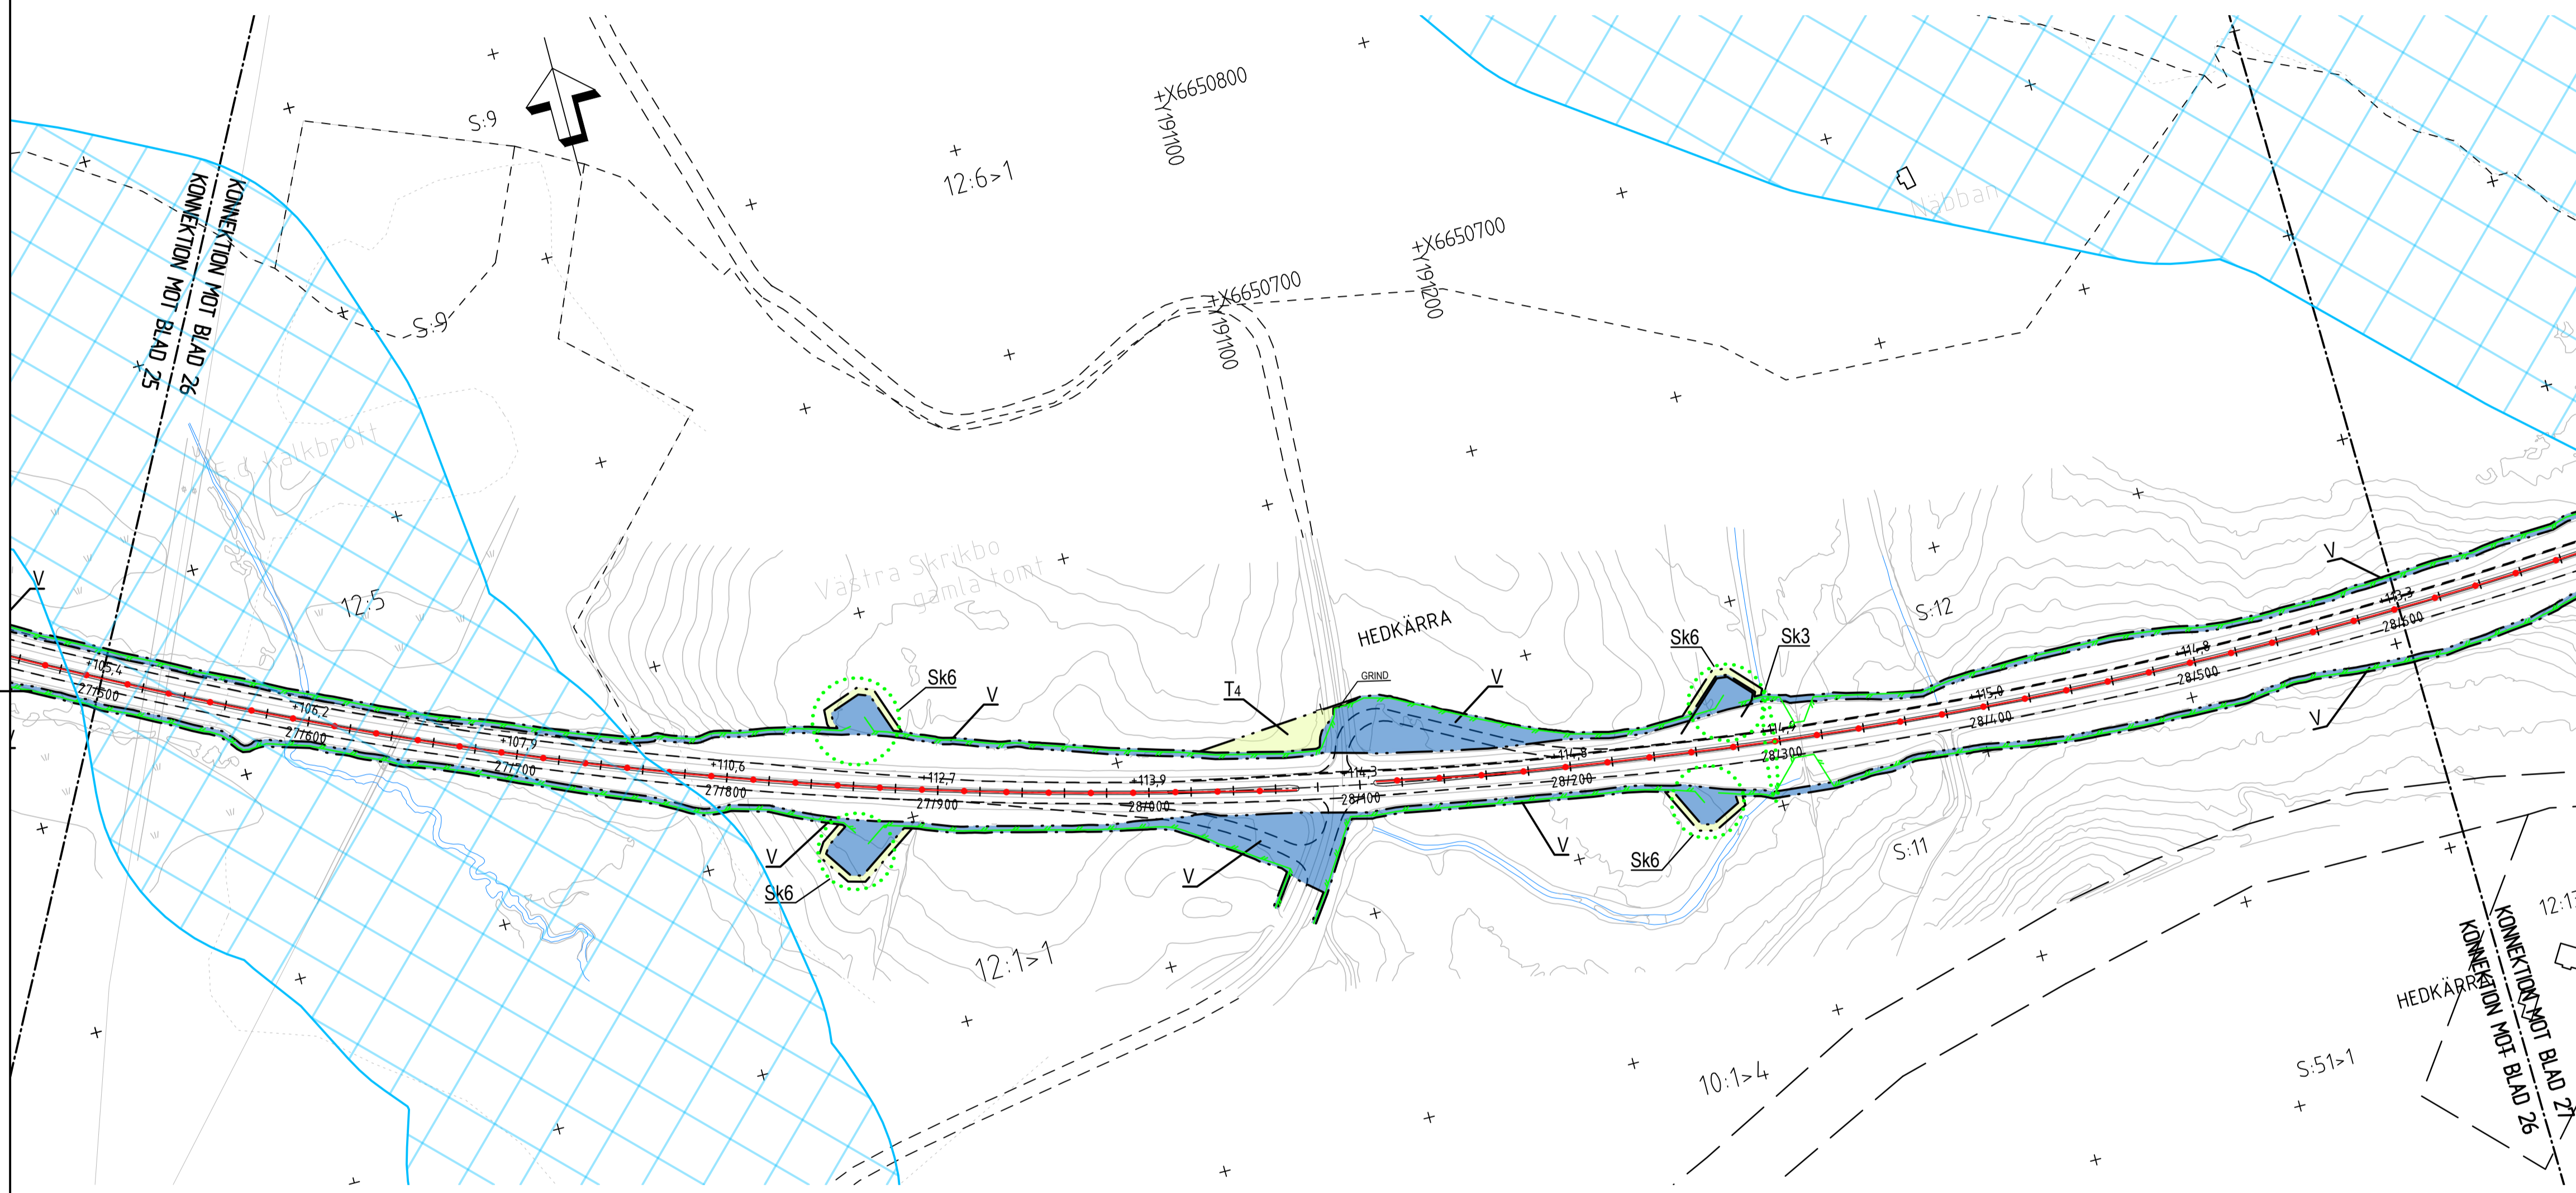 S:9
+X6650800
Y191100
12:6>1
Näbban
KONNEKTION MOT BLAD 26
KONNEKTION MOT BLAD 25
+X6650700
Y191200
+X6650700
Y191100
S:9
F d Kalkbrott
Västra Skrikbo
gamla tomt
12:5
V
HEDKÄRRA
S:12
V
Sk6
V
T4
GRIND
V
Sk6
Sk3
+105,4
27/500
+106,2
27/600
+107,9
27/700
+110,6
27/800
+112,7
27/900
+113,9
28/000
+114,3
28/100
+114,8
28/200
28/300
+115,0
28/400
+114,8
28/500
+113,3
28/600
V
V
Sk6
V
V
Sk6
S:11
12:1>1
10:1>4
S:51>1
HEDKÄRRA
KONNEKTION MOT BLAD 27
KONNEKTION MOT BLAD 26